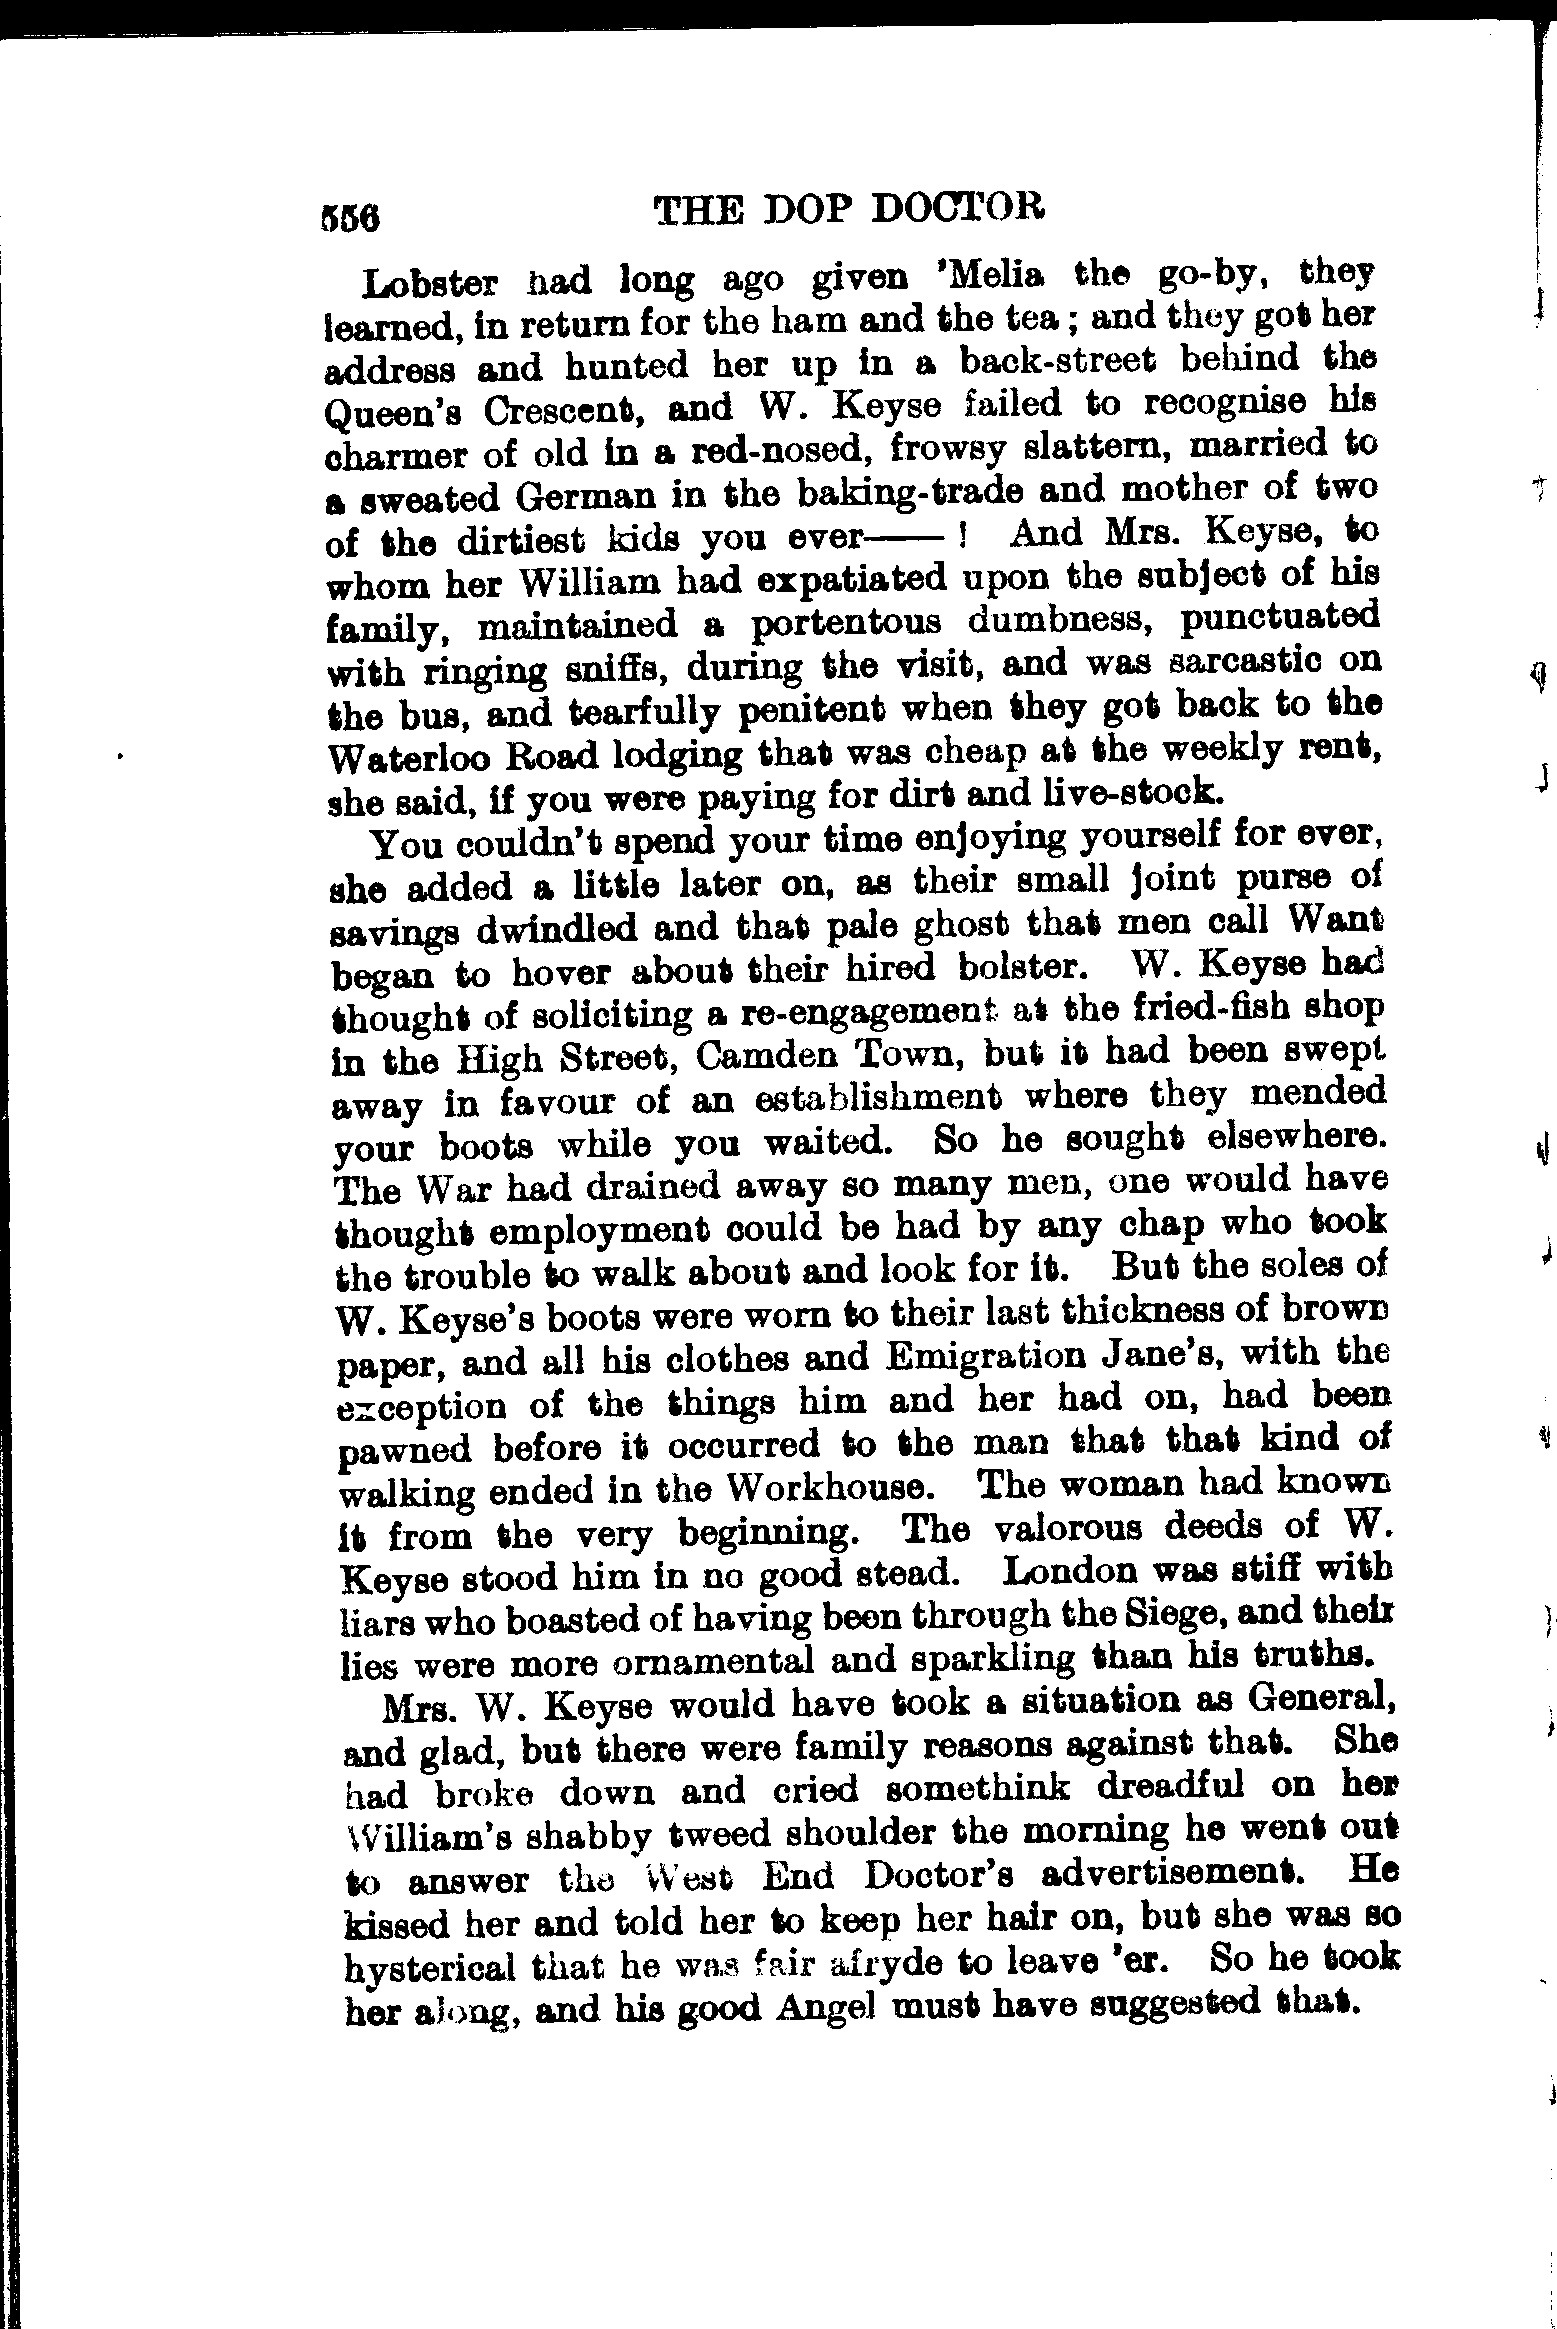 556 THE DOP DOCTOR
Lobster had long ago given 'Melia the go-by, they
learned, in return for the ham and the tea ; and they got her
address and hunted her up in a back-street behind the
Queen's Crescent, and W. Keyse failed to recognise his
charmer of old in a red-nosed, frowsy slattern, married to
a sweated German in the baking-trade and mother of two
of the dirtiest kids you ever—— ! And Mrs. Keyse, to
whom her William had expatiated upon the subject of his
family, maintained a portentous dumbness, punctuated
with ringing sniffs, during the visit, and was sarcastic on
the bus, and tearfully penitent when they got back to the
Waterloo Road lodging that was cheap at the weekly rent,
she said, if you were paying for dirt and live-stock.
You couldn't spend your time enjoying yourself for ever,
she added a little later on, as their small joint purse of
savings dwindled and that pale ghost that men call Want
began to hover about their hired bolster. W. Keyse had
thought of soliciting a re-engagement at the fried-fish shop
in the High Street, Camden Town, but it had been swept
away in favour of an establishment where they mended
your boots while you waited. So he sought elsewhere.
The War had drained away so many men, one would have
thought employment could be had by any chap who took
the trouble to walk about and look for it. But the soles of
W. Keyse's boots were worn to their last thickness of brown
paper, and all his clothes and Emigration Jane's, with the
exception of the things him and her had on, had been
pawned before it occurred to the man that that kind of
walking ended in the Workhouse. The woman had known
it from the very beginning. The valorous deeds of W.
Keyse stood him in no good stead. London was stiff with
liars who boasted of having been through the Siege, and their
lies were more ornamental and sparkling than his truths.
Mrs. W. Keyse would have took a situation as General,
and glad, but there were family reasons against that. She
had broke down and cried somethink dreadful on her
William's shabby tweed shoulder the morning he went out
to answer the West End Doctor's advertisement. He
kissed her and told her to keep her hair on, but she was so
hysterical that he was fair afryde to leave 'er. So he took
her along, and his good Angel must have suggested that.